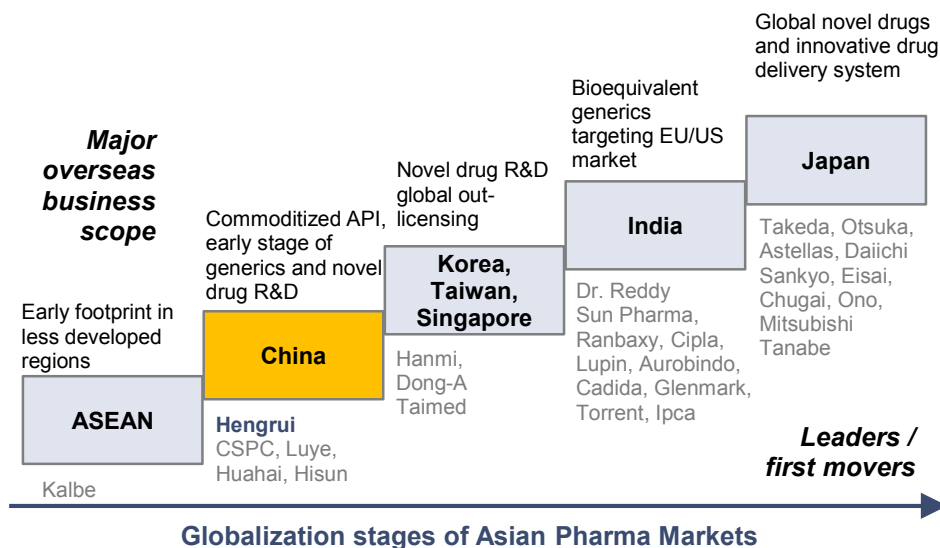 Global novel drugs
and innovative drug
delivery system
Bioequivalent
generics
targeting EU/US
market
Major
overseas
business
scope
Novel drug R&D
global out-
licensing
Commoditized API,
early stage of
generics and novel
drug R&D
Early footprint in
less developed
regions
Japan
Takeda, Otsuka,
Astellas, Daiichi
Sankyo, Eisai,
Chugai, Ono,
Mitsubishi
Tanabe
India
Dr. Reddy
Sun Pharma,
Ranbaxy, Cipla,
Lupin, Aurobindo,
Cadida, Glenmark,
Torrent, Ipca
Korea,
Taiwan,
Singapore
Hanmi,
Dong-A
Taimed
China
Hengrui
CSPC, Luye,
Huahai, Hisun
ASEAN
Kalbe
Leaders /
first movers
Globalization stages of Asian Pharma Markets